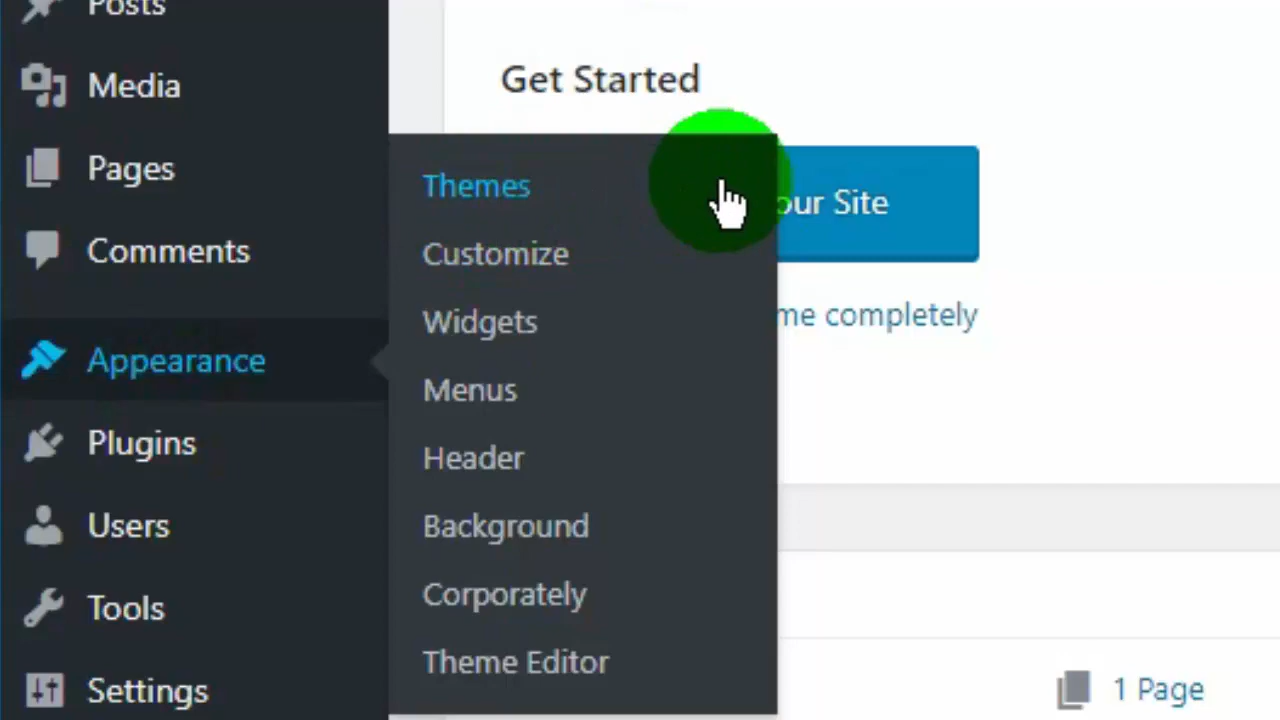 Posts
Media
Pages
Comments
Appearance
Plugins
Users
Tools
Settings
Themes
Customize
Widgets
Menus
Header
Background
Corporately
Theme Editor
Get Started
our Site
me completely
1 Page